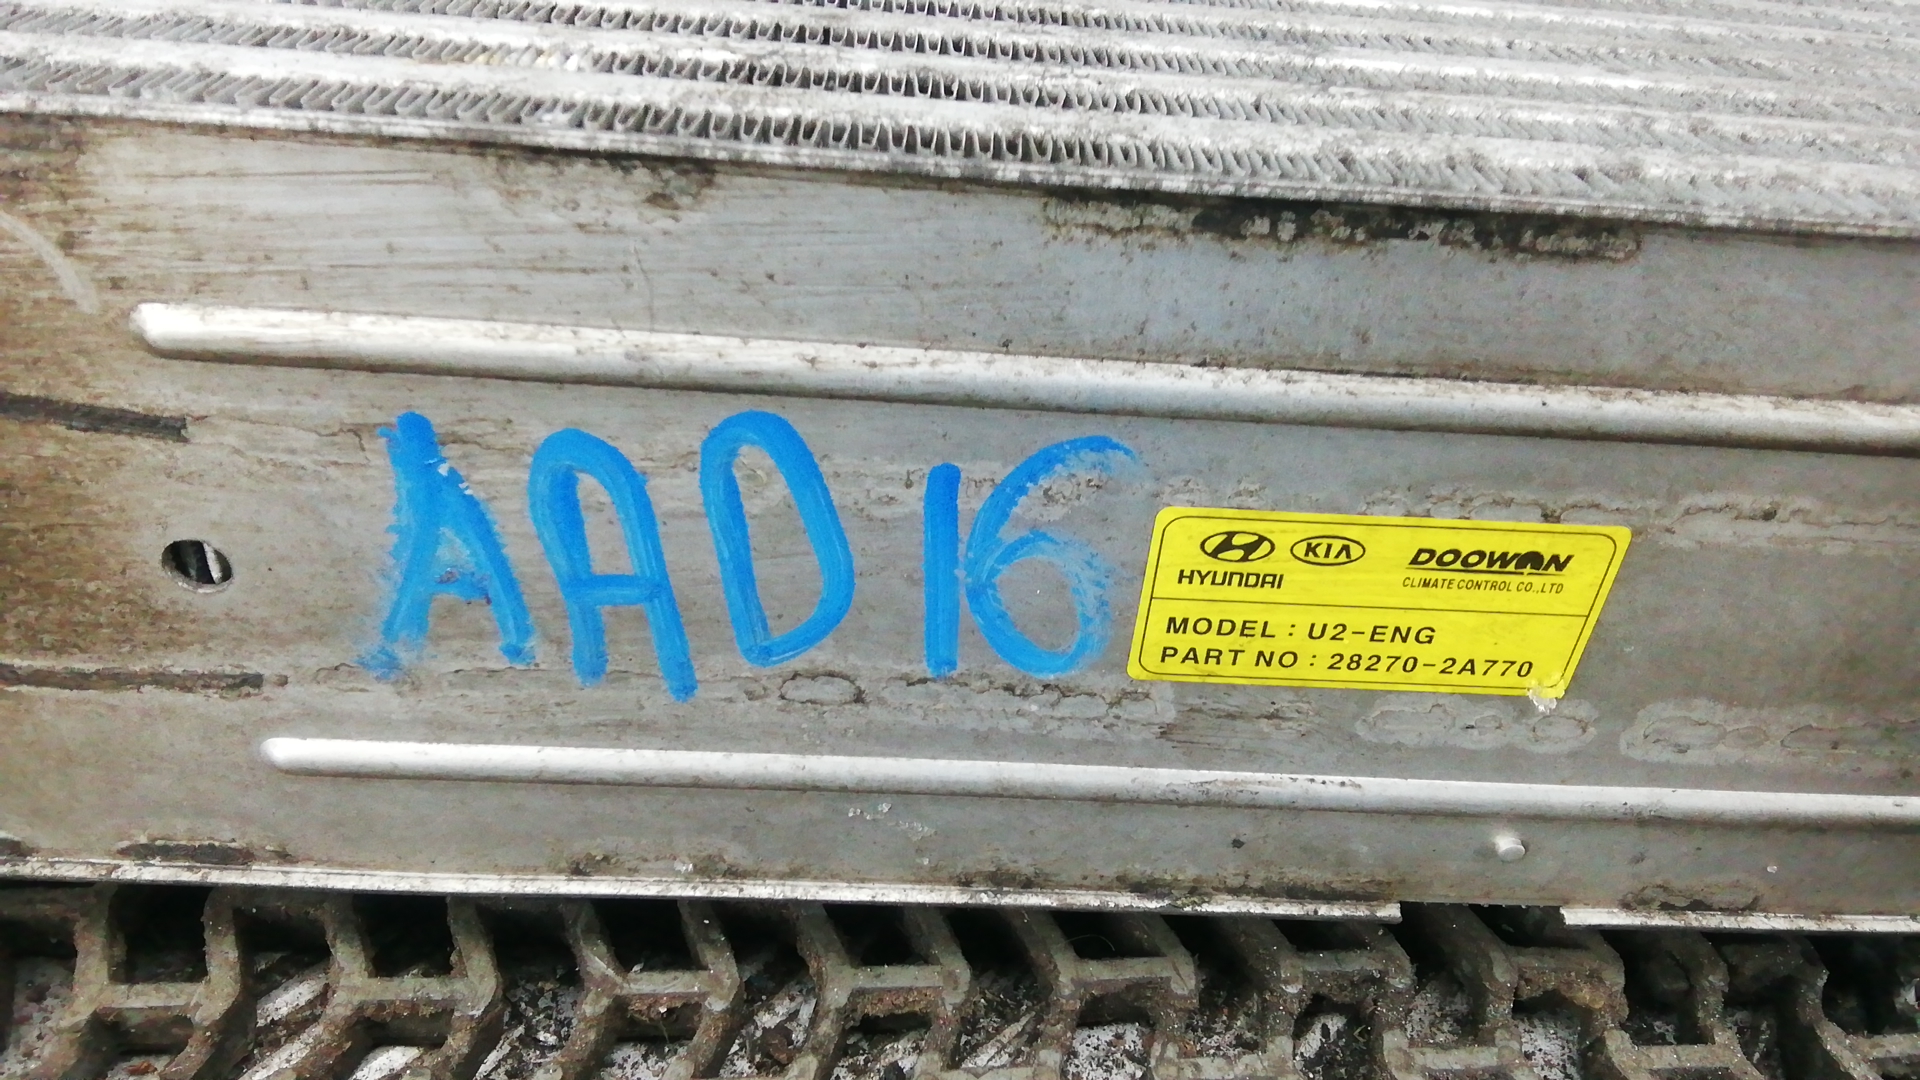 AAD16
HYUNDAI KIA DOOWON
CLIMATE CONTROL CO.,LTD
MODEL : U2-ENG
PART NO : 28270-2A770